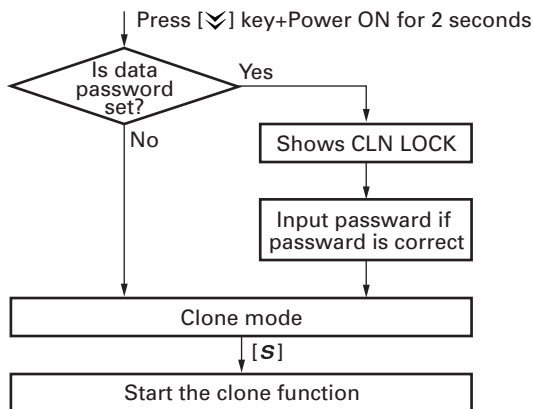 Press [⮟] key+Power ON for 2 seconds
Is data
password
set?
Yes
No
Shows CLN LOCK
Input passward if
passward is correct
Clone mode
[S]
Start the clone function